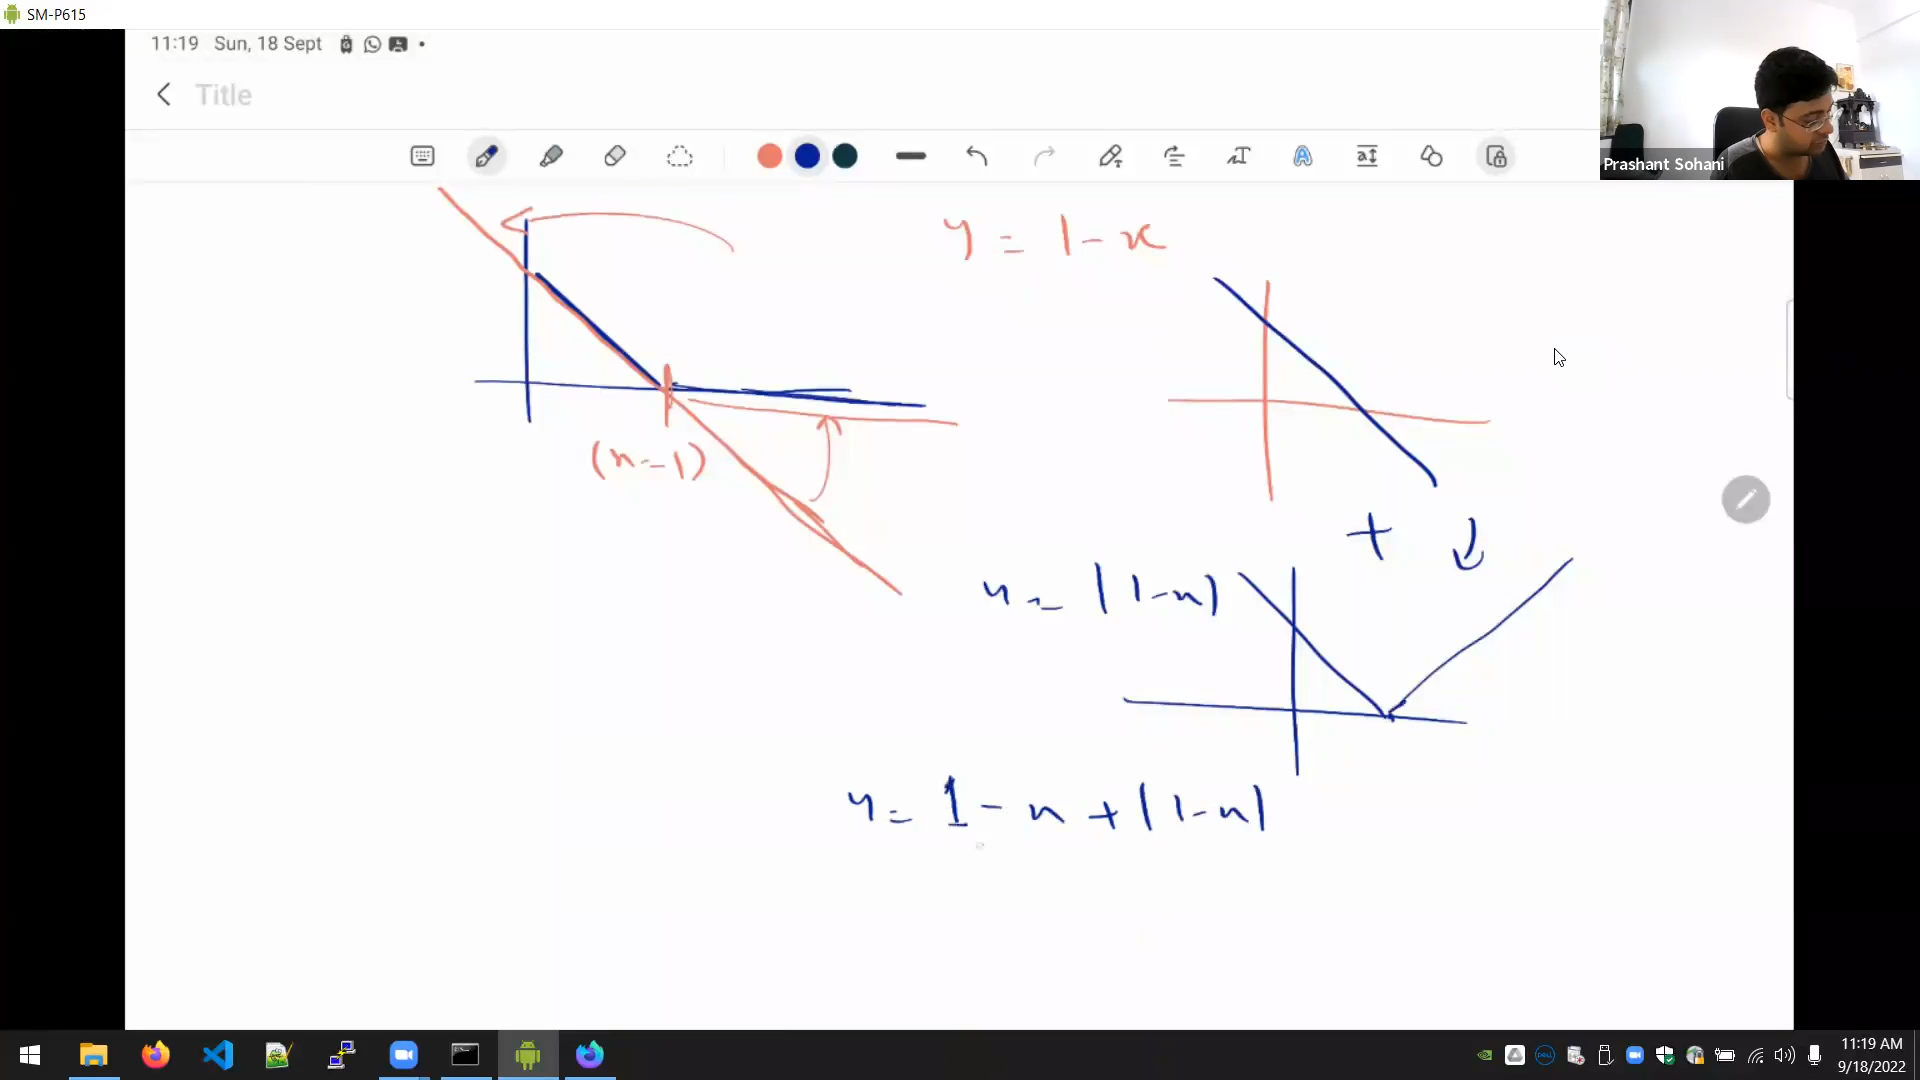 SM-P615
11:19 Sun, 18 Sept
Title
Prashant Sohani
y = 1 - x
(x-1)
+
y = |1-x|
y = 1 - x + |1-x|
11:19 AM
9/18/2022